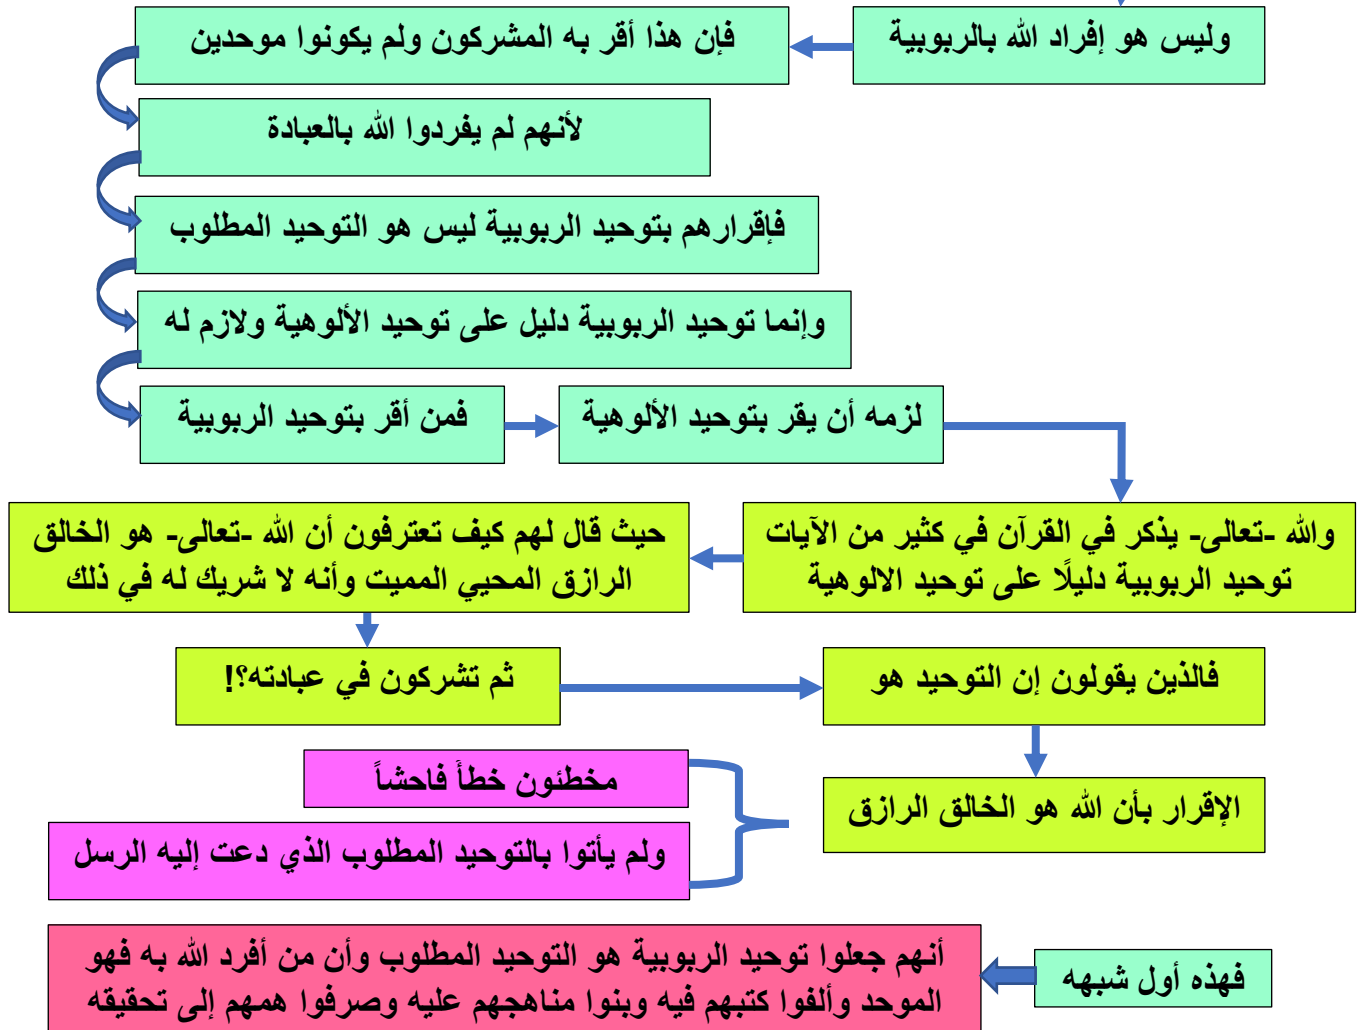 وليس هو إفراد الله بالربوبية
فإن هذا أقر به المشركون ولم يكونوا موحدين
لأنهم لم يفردوا الله بالعبادة
فإقرارهم بتوحيد الربوبية ليس هو التوحيد المطلوب
وإنما توحيد الربوبية دليل على توحيد الألوهية ولازم له
فمن أقر بتوحيد الربوبية
لزمه أن يقر بتوحيد الألوهية
والله -تعالى- يذكر في القرآن في كثير من الآيات
توحيد الربوبية دليلًا على توحيد الالوهية
حيث قال لهم كيف تعترفون أن الله -تعالى- هو الخالق
الرازق المحيي المميت وأنه لا شريك له في ذلك
ثم تشركون في عبادته؟!
فالذين يقولون إن التوحيد هو
الإقرار بأن الله هو الخالق الرازق
مخطئون خطأً فاحشاً
ولم يأتوا بالتوحيد المطلوب الذي دعت إليه الرسل
فهذه أول شبهه
أنهم جعلوا توحيد الربوبية هو التوحيد المطلوب وأن من أفرد الله به فهو
الموحد وألفوا كتبهم فيه وبنوا مناهجهم عليه وصرفوا همهم إلى تحقيقه